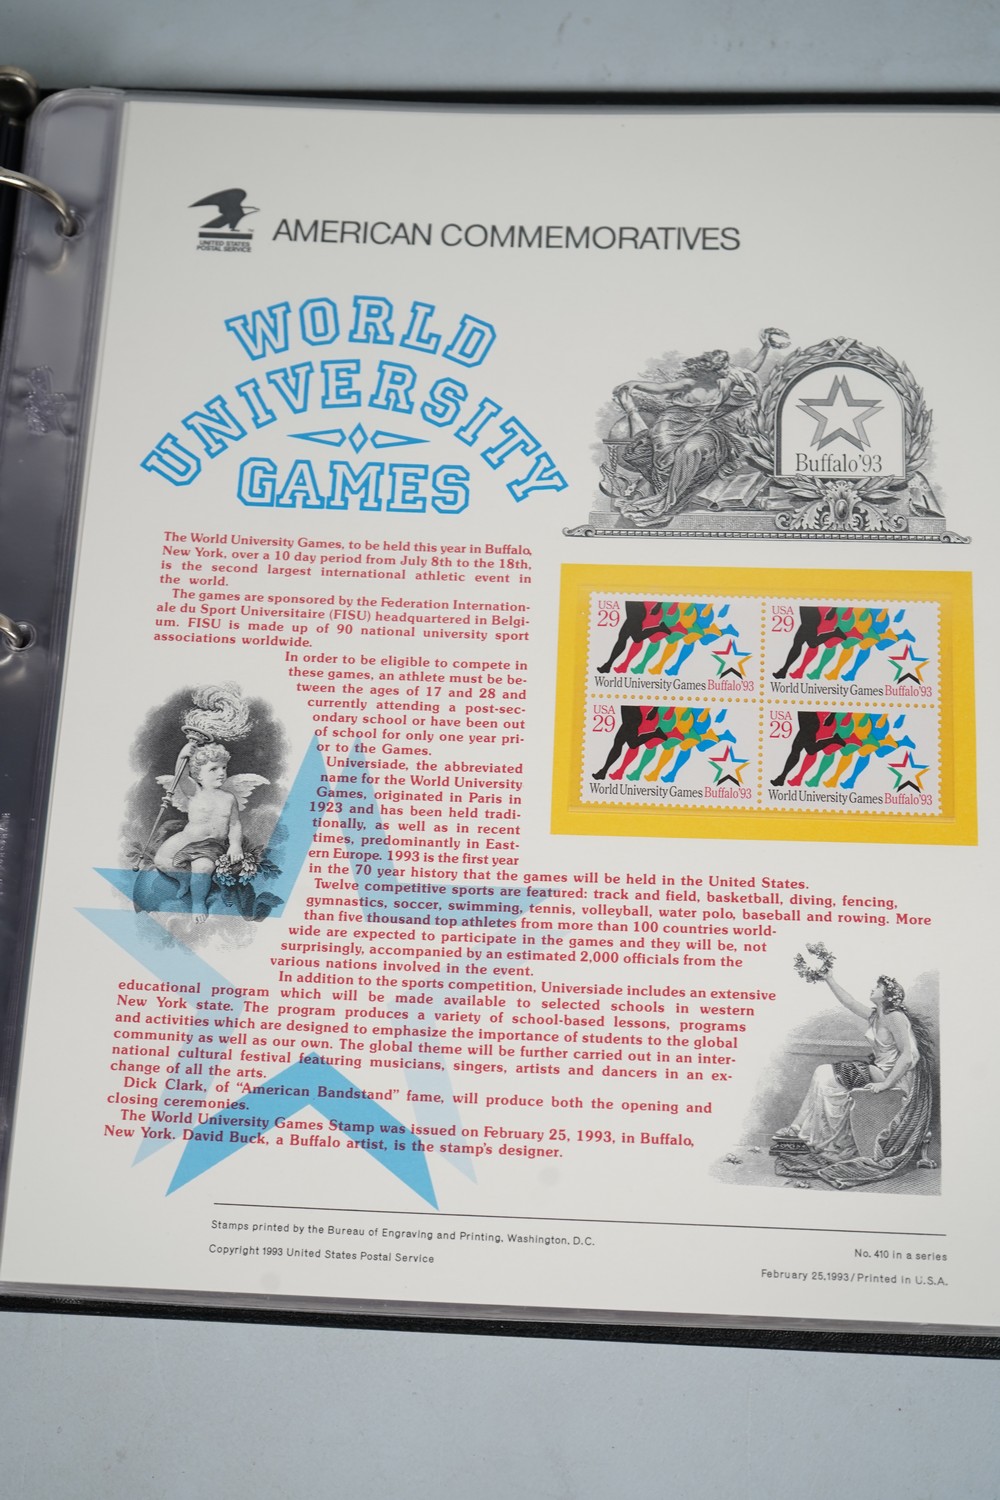 UNITED STATES
POSTAL SERVICE
AMERICAN COMMEMORATIVES
WORLD
UNIVERSITY
GAMES
Buffalo'93
The World University Games, to be held this year in Buffalo,
New York, over a 10 day period from July 8th to the 18th,
is the second largest international athletic event in
the world.
The games are sponsored by the Federation Internation-
ale du Sport Universitaire (FISU) headquartered in Belgi-
um. FISU is made up of 90 national university sport
associations worldwide.
In order to be eligible to compete in
these games, an athlete must be be-
tween the ages of 17 and 28 and
currently attending a post-sec-
ondary school or have been out
of school for only one year pri-
or to the Games.
Universiade, the abbreviated
name for the World University
Games, originated in Paris in
1923 and has been held tradi-
tionally, as well as in recent
times, predominantly in East-
ern Europe. 1993 is the first year
in the 70 year history that the games will be held in the United States.
Twelve competitive sports are featured: track and field, basketball, diving, fencing,
gymnastics, soccer, swimming, tennis, volleyball, water polo, baseball and rowing. More
than five thousand top athletes from more than 100 countries world-
wide are expected to participate in the games and they will be, not
surprisingly, accompanied by an estimated 2,000 officials from the
various nations involved in the event.
In addition to the sports competition, Universiade includes an extensive
educational program which will be made available to selected schools in western
New York state. The program produces a variety of school-based lessons, programs
and activities which are designed to emphasize the importance of students to the global
community as well as our own. The global theme will be further carried out in an inter-
national cultural festival featuring musicians, singers, artists and dancers in an ex-
change of all the arts.
Dick Clark, of "American Bandstand" fame, will produce both the opening and
closing ceremonies.
The World University Games Stamp was issued on February 25, 1993, in Buffalo,
New York. David Buck, a Buffalo artist, is the stamp's designer.
USA
29
World University Games Buffalo'93
USA
29
World University Games Buffalo'93
USA
29
World University Games Buffalo'93
USA
29
World University Games Buffalo'93
Stamps printed by the Bureau of Engraving and Printing, Washington, D.C.
Copyright 1993 United States Postal Service
No. 410 in a series
February 25, 1993/Printed in U.S.A.